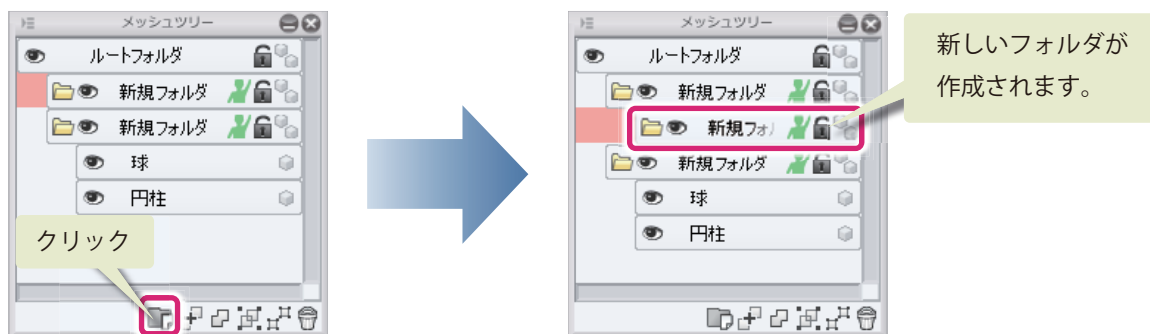 メッシュツリー
ルートフォルダ
新規フォルダ
新規フォルダ
球
円柱
クリック
メッシュツリー
ルートフォルダ
新規フォルダ
新規フォ
新規フォルダ
球
円柱
新しいフォルダが
作成されます。